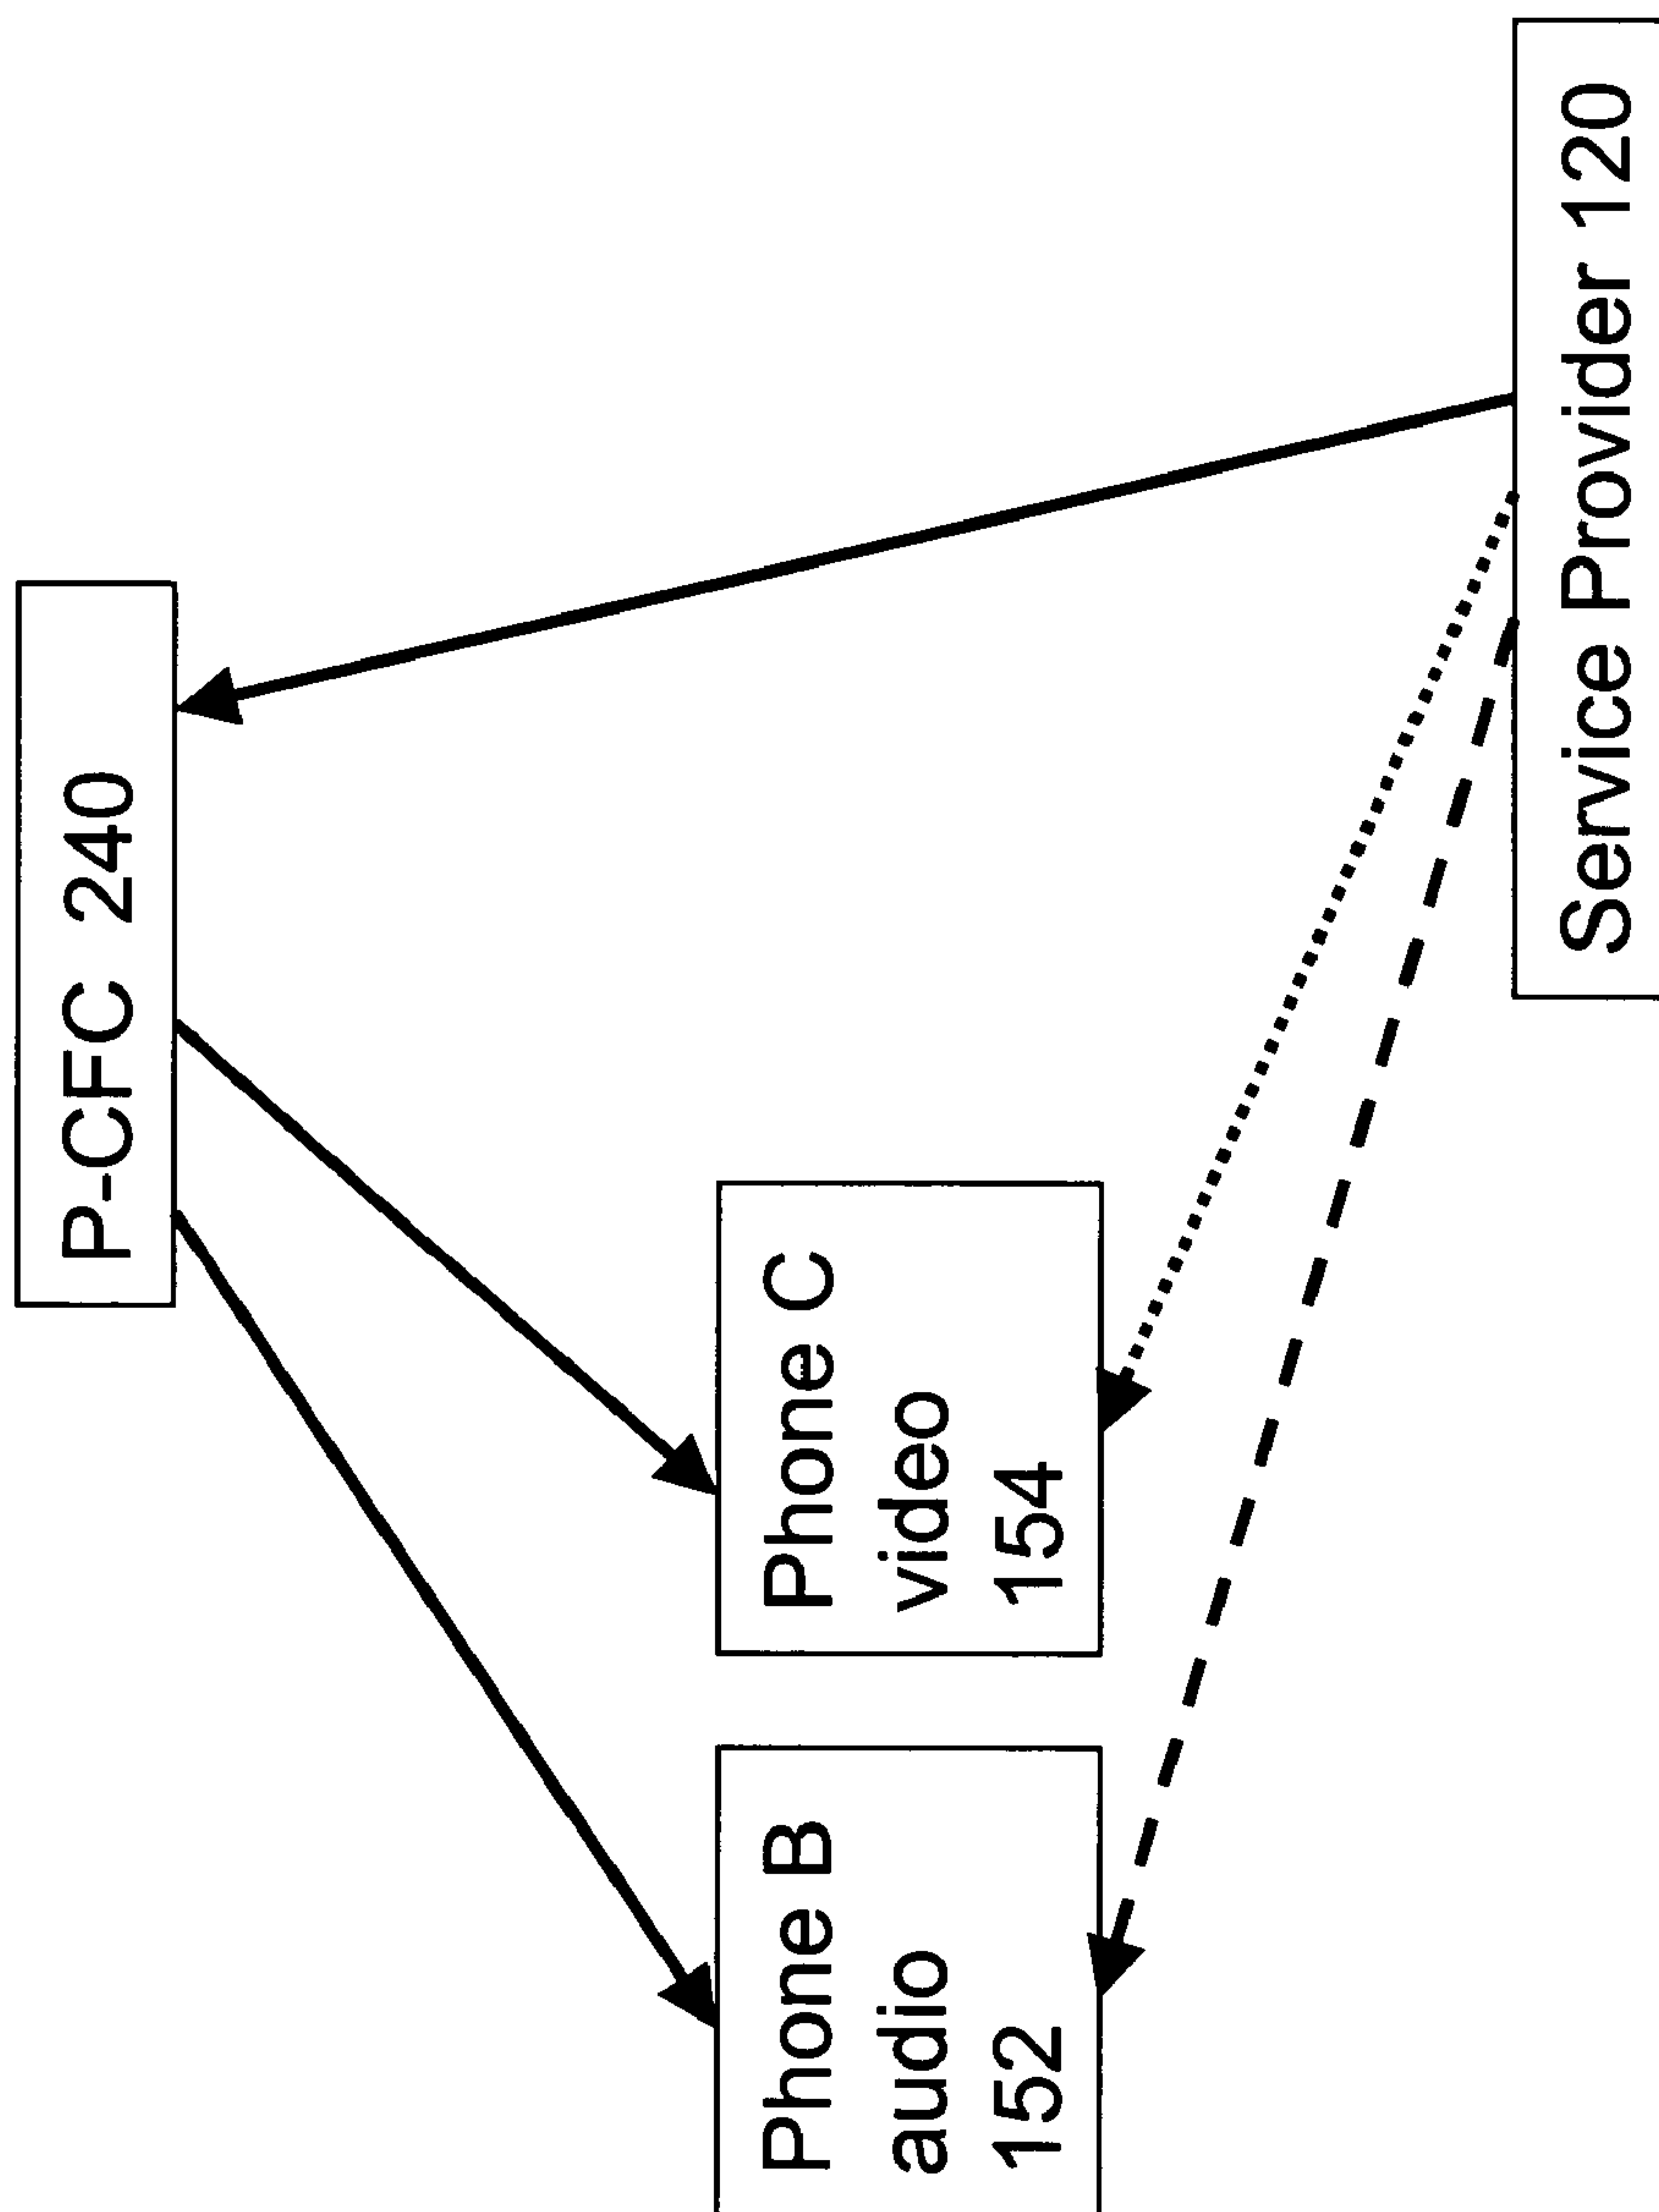 P-CFC 240
Phone B
audio
152
Phone C
video
154
Service Provider 120